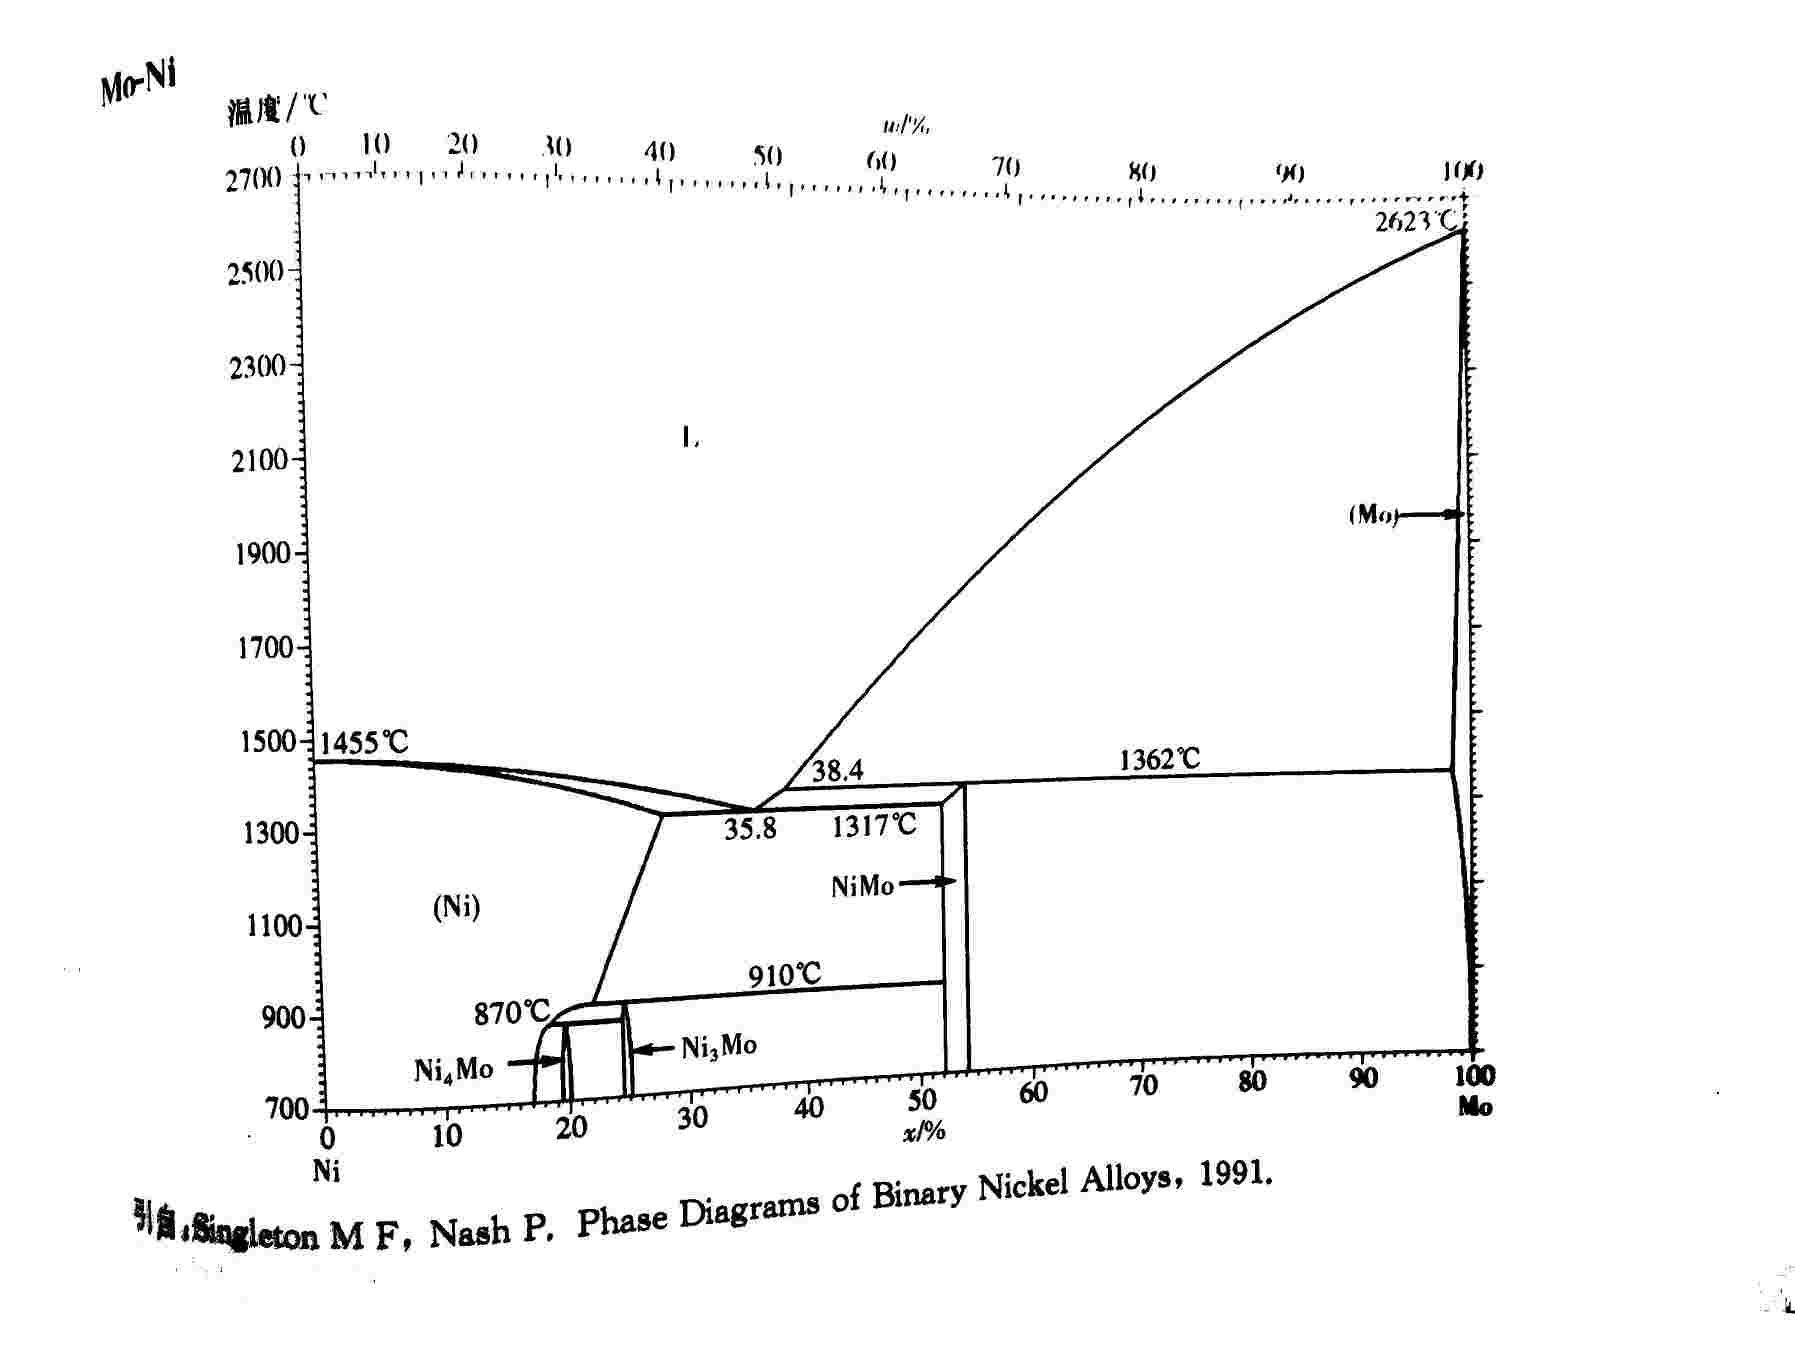 Mo-Ni
温度/℃
w/%
0 10 20 30 40 50 60 70 80 90 100
2700
2623℃
2500
2300
L
2100
(Mo)
1900
1700
1500
1455℃
38.4
1362℃
1300
35.8
1317℃
NiMo
(Ni)
1100
910℃
900
870℃
Ni₄Mo
Ni₃Mo
700
0 10 20 30 40 50 60 70 80 90 100
Ni
x/%
Mo
引自:Singleton M F, Nash P. Phase Diagrams of Binary Nickel Alloys, 1991.